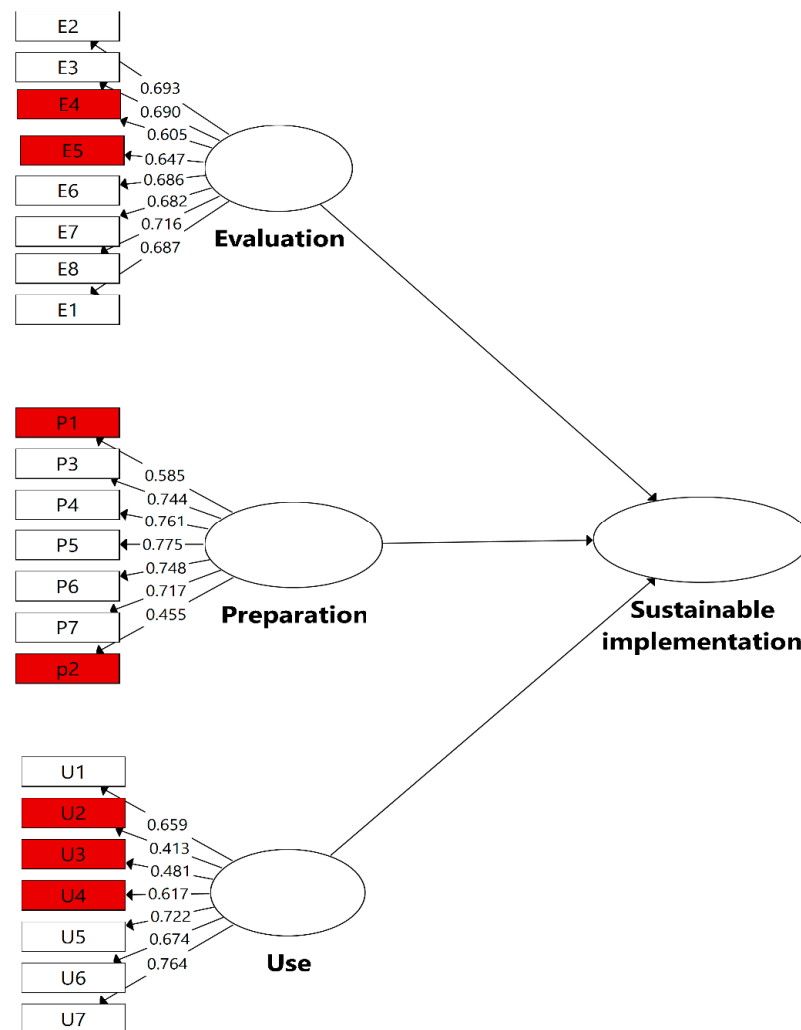 E2
E3
E4
E5
E6
E7
E8
E1
0.693
0.690
0.605
0.647
0.686
0.682
0.716
0.687
Evaluation
P1
P3
P4
P5
P6
P7
p2
0.585
0.744
0.761
0.775
0.748
0.717
0.455
Preparation
Sustainable
implementation
U1
U2
U3
U4
U5
U6
U7
0.659
0.413
0.481
0.617
0.722
0.674
0.764
Use